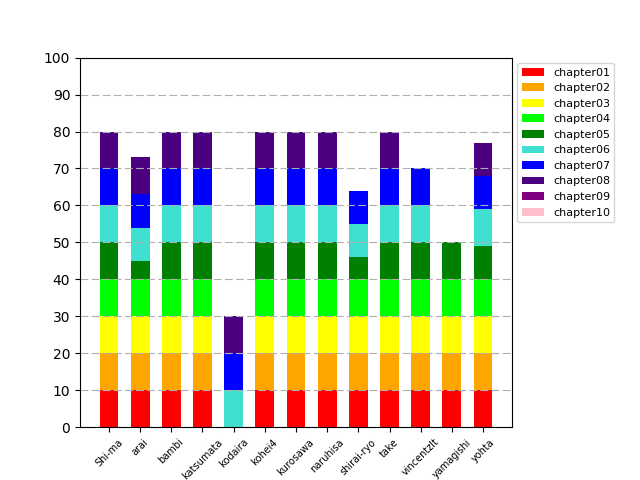 100
90
80
70
60
50
40
30
20
10
0
chapter01
chapter02
chapter03
chapter04
chapter05
chapter06
chapter07
chapter08
chapter09
chapter10
Shi-ma
arai
bambi
katsumata
kodaira
kohei4
kurosawa
naruhisa
shirai-ryo
take
vincentzlt
yamagishi
yohta